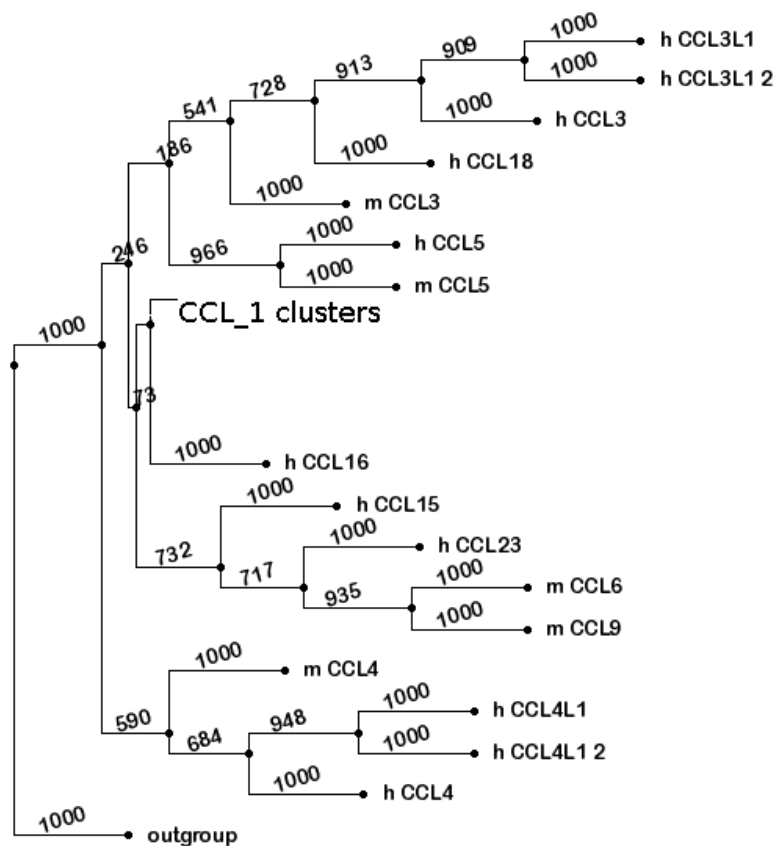 1000 h CCL3L1
909
913 1000 h CCL3L1 2
728
541 1000 h CCL3
186 1000 h CCL18
1000 m CCL3
246 1000 h CCL5
966
1000 m CCL5
CCL_1 clusters
1000
73
1000 h CCL16
1000 h CCL15
732 1000 h CCL23
717 1000 m CCL6
935
1000 m CCL9
1000 m CCL4
590 1000 h CCL4L1
948
684 1000 h CCL4L1 2
1000 h CCL4
1000 outgroup